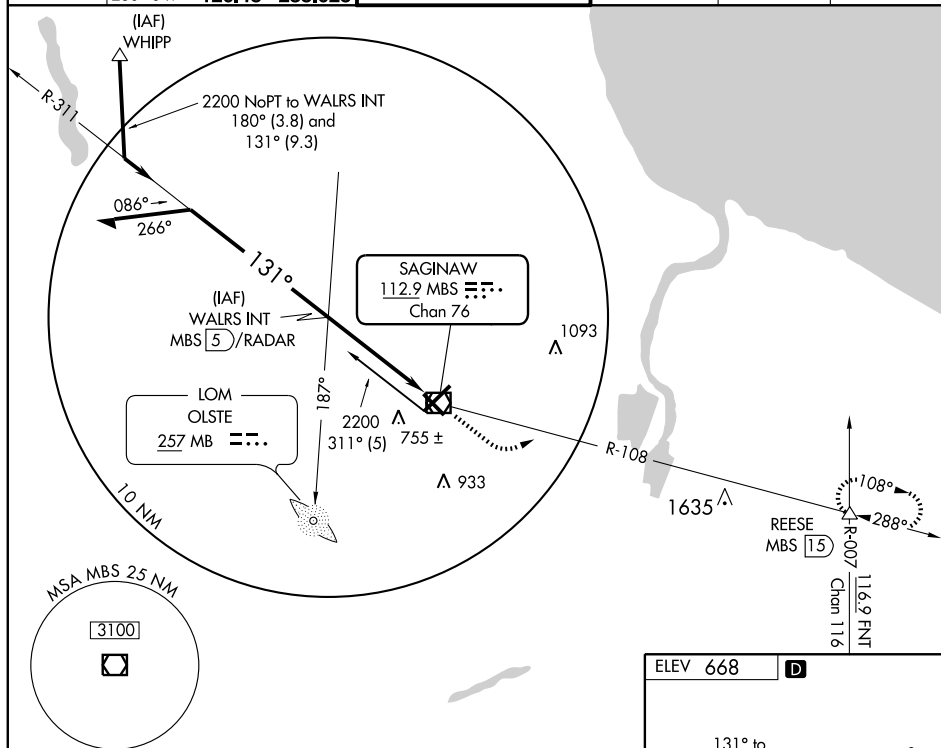 (IAF)
WHIPP
R-311
2200 NoPT to WALRS INT
180° (3.8) and
131° (9.3)
086°
266°
131°
(IAF)
WALRS INT
MBS 5 /RADAR
SAGINAW
112.9 MBS
Chan 76
1093
187°
LOM
OLSTE
257 MB
2200
311° (5)
755 ±
933
R-108
1635
108°
288°
REESE
MBS 15
R-007
116.9 FNT
Chan 116
10 NM
MSA MBS 25 NM
3100
ELEV 668
D
131° to